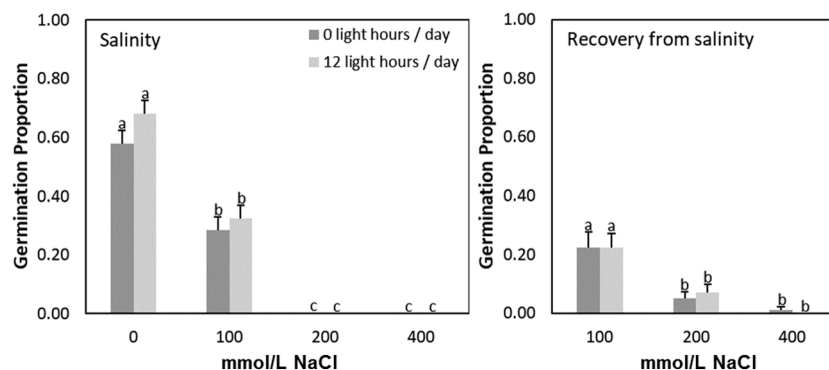 Salinity
0 light hours / day
12 light hours / day
Germination Proportion
1.00
0.80
0.60
0.40
0.20
0.00
a a
b b
c c
c c
0 100 200 400
mmol/L NaCl
Recovery from salinity
Germination Proportion
1.00
0.80
0.60
0.40
0.20
0.00
a a
b b
b b
100 200 400
mmol/L NaCl